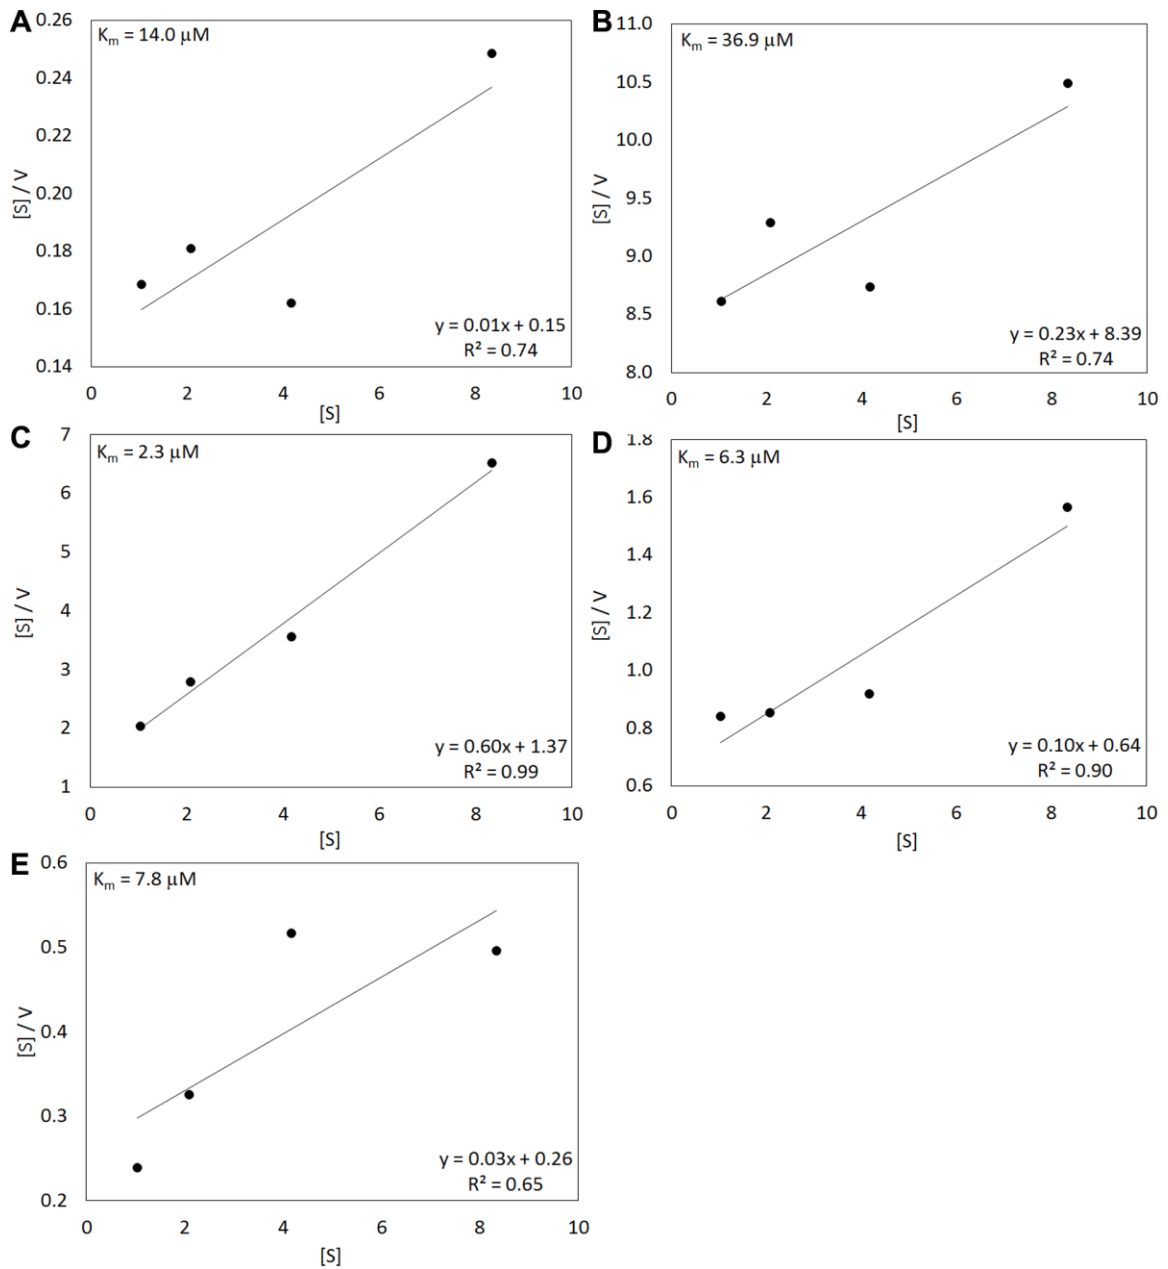 A
K_m = 14.0 μM
0.26
0.24
0.22
0.20
0.18
0.16
0.14
[S] / V
y = 0.01x + 0.15
R² = 0.74
0 2 4 6 8 10
[S]
B
K_m = 36.9 μM
11.0
10.5
10.0
9.5
9.0
8.5
8.0
[S] / V
y = 0.23x + 8.39
R² = 0.74
0 2 4 6 8 10
[S]
C
K_m = 2.3 μM
7
6
5
4
3
2
1
[S] / V
y = 0.60x + 1.37
R² = 0.99
0 2 4 6 8 10
[S]
D
K_m = 6.3 μM
1.8
1.6
1.4
1.2
1.0
0.8
0.6
[S] / V
y = 0.10x + 0.64
R² = 0.90
0 2 4 6 8 10
[S]
E
K_m = 7.8 μM
0.6
0.5
0.4
0.3
0.2
[S] / V
y = 0.03x + 0.26
R² = 0.65
0 2 4 6 8 10
[S]